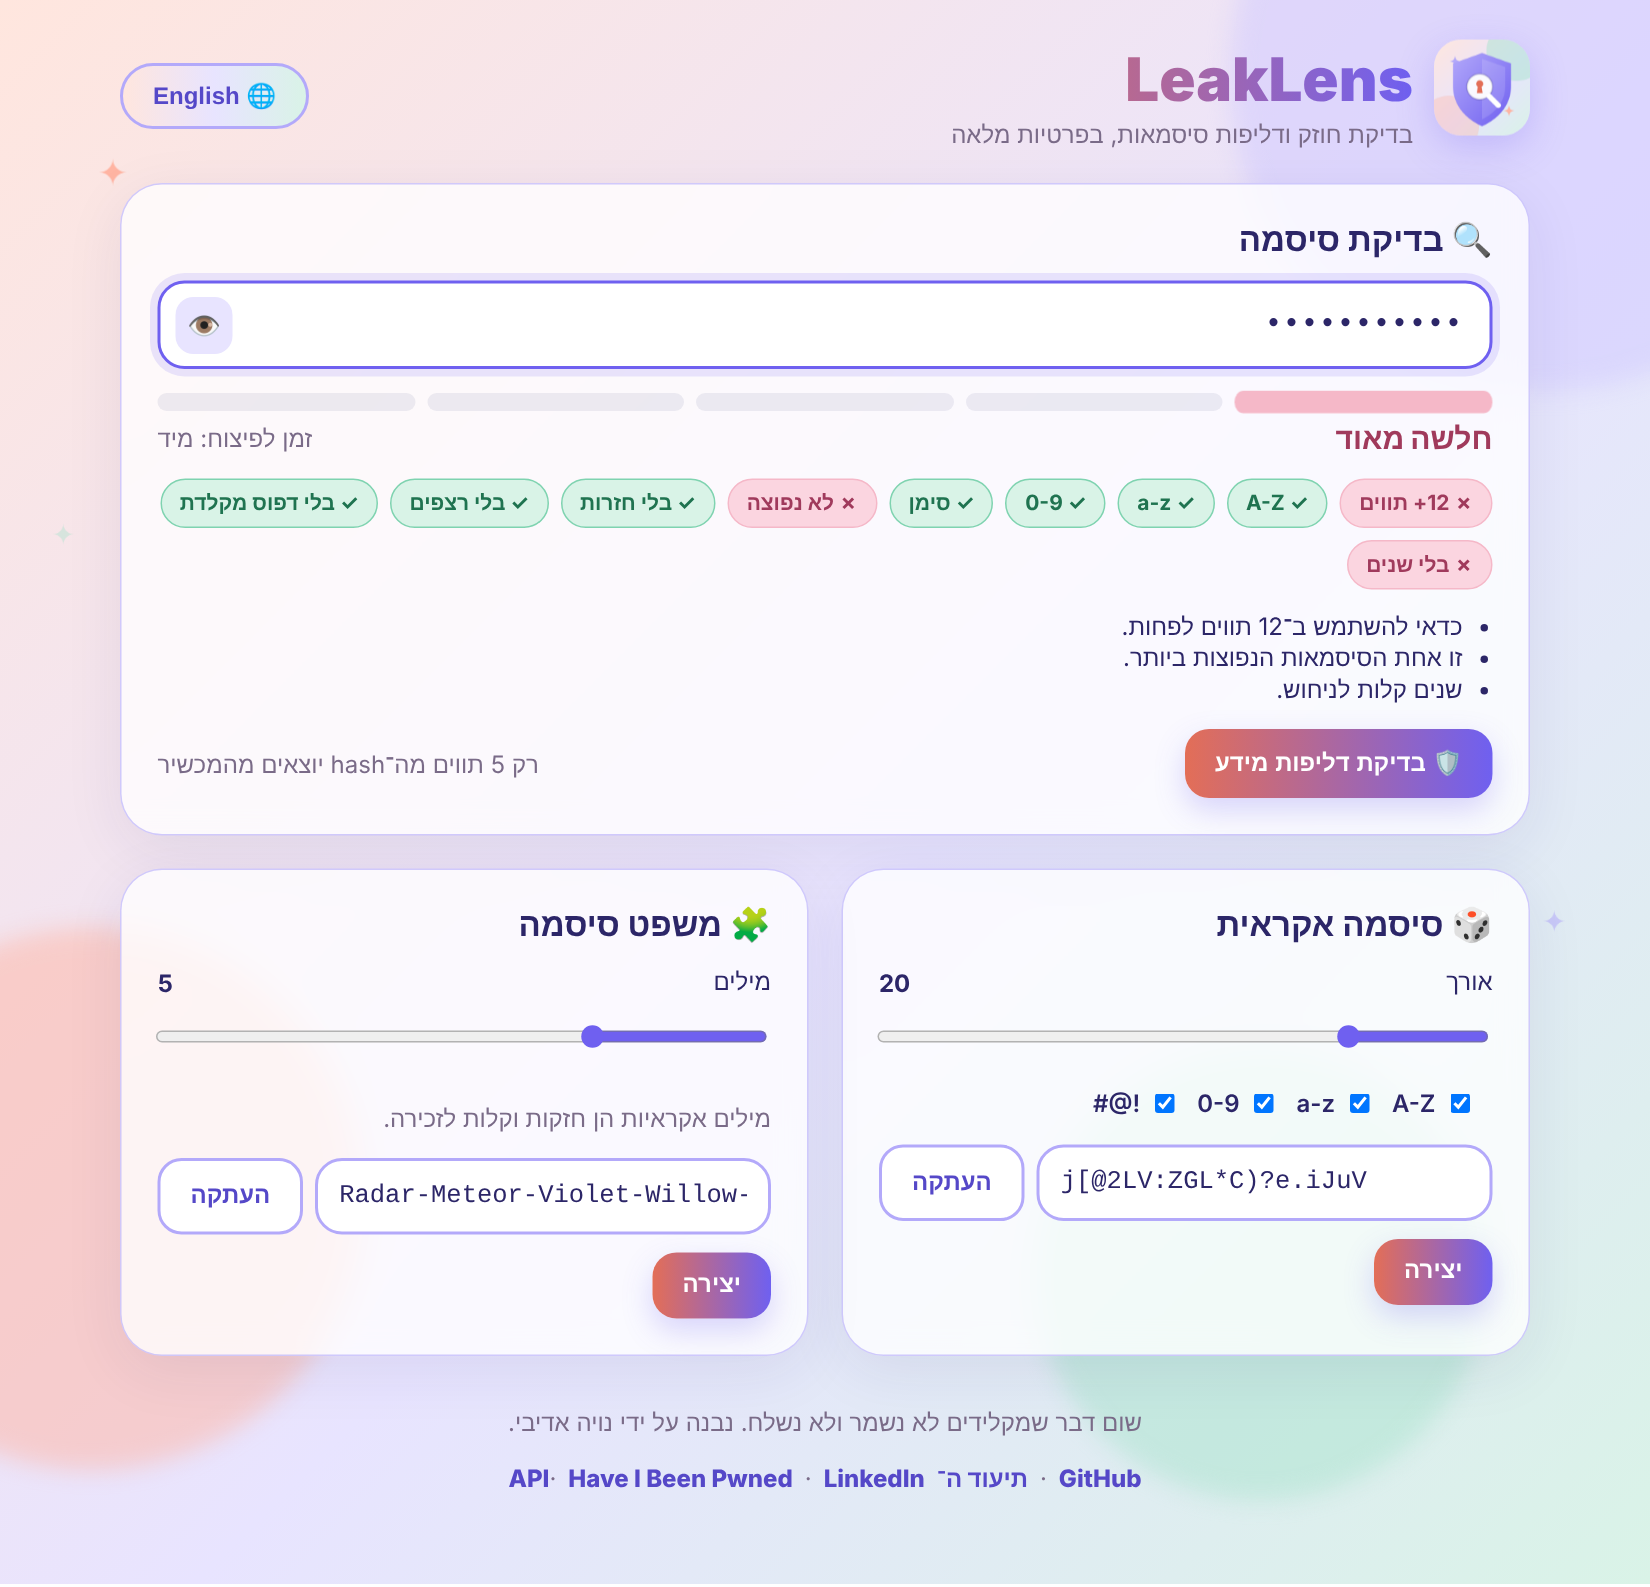 LeakLens
בדיקת חוזק ודליפות סיסמאות, בפרטיות מלאה
English
בדיקת סיסמה
•••••••••••
חלשה מאוד
זמן לפיצוח: מיד
× 12+ תווים
✓ A-Z
✓ a-z
✓ 0-9
✓ סימן
× לא נפוצה
✓ בלי חזרות
✓ בלי רצפים
✓ בלי דפוס מקלדת
× בלי שנים
• כדאי להשתמש ב־12 תווים לפחות.
• זו אחת הסיסמאות הנפוצות ביותר.
• שנים קלות לניחוש.
בדיקת דליפות מידע
רק 5 תווים מה־hash יוצאים מהמכשיר
סיסמה אקראית
אורך 20
A-Z a-z 0-9 !@#
j[@2LV:ZGL*C)?e.iJuV
העתקה
יצירה
משפט סיסמה
מילים 5
מילים אקראיות הן חזקות וקלות לזכירה.
Radar-Meteor-Violet-Willow-
העתקה
יצירה
שום דבר שמקלידים לא נשמר ולא נשלח. נבנה על ידי נויה אדיבי.
GitHub · תיעוד ה־ LinkedIn · Have I Been Pwned ·API